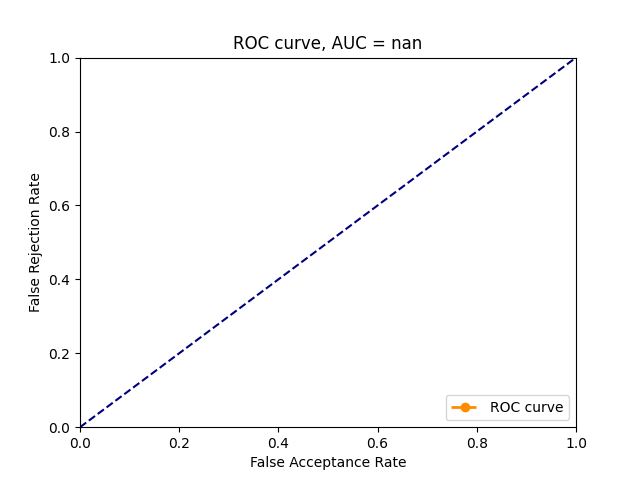 ROC curve, AUC = nan
1.0
0.8
0.6
0.4
0.2
0.0
False Rejection Rate
ROC curve
0.0 0.2 0.4 0.6 0.8 1.0
False Acceptance Rate